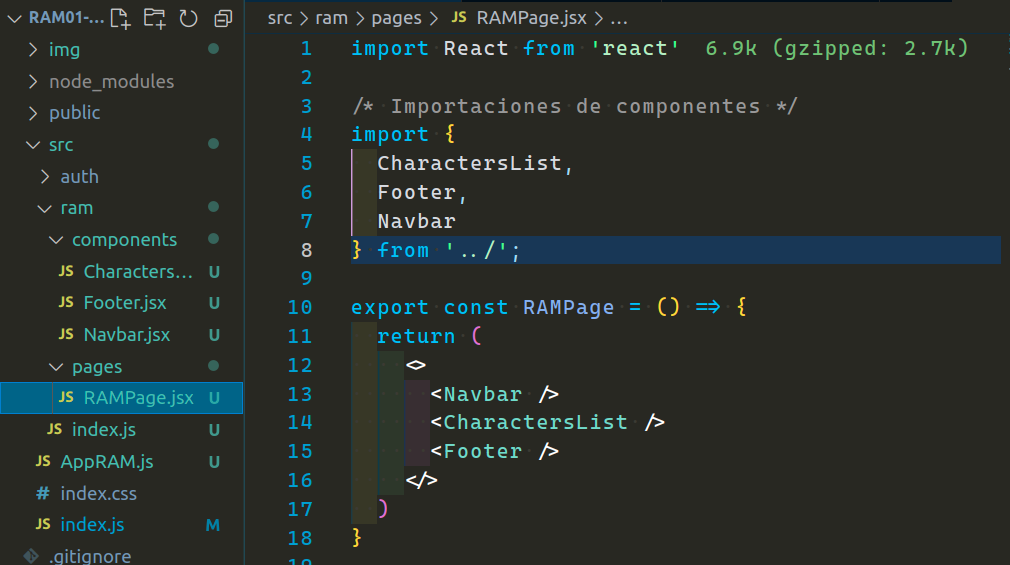 RAM01-...
img
node_modules
public
src
auth
ram
components
JS Characters... U
JS Footer.jsx U
JS Navbar.jsx U
pages
JS RAMPage.jsx U
JS index.js U
JS AppRAM.js U
# index.css
JS index.js M
.gitignore
src > ram > pages > JS RAMPage.jsx > ...
1 import React from 'react' 6.9k (gzipped: 2.7k)
2
3 /* Importaciones de componentes */
4 import {
5 CharactersList,
6 Footer,
7 Navbar
8 } from '../';
9
10 export const RAMPage = () => {
11 return (
12 <>
13 <Navbar />
14 <CharactersList />
15 <Footer />
16 </>
17 )
18 }
19